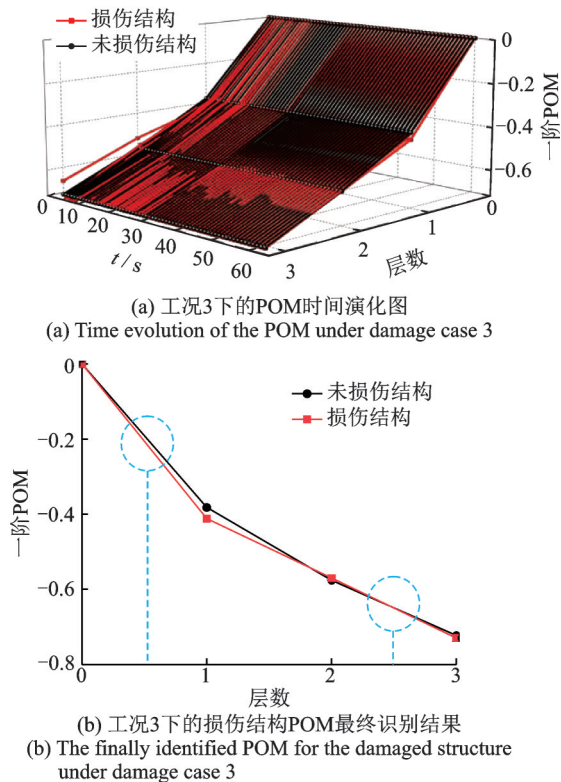 损伤结构
未损伤结构
0
−0.2
−0.4
−0.6
一阶POM
0
10
20
30
40
50
60
t / s
3
2
1
0
层数
(a) 工况3下的POM时间演化图
(a) Time evolution of the POM under damage case 3
0
−0.2
−0.4
−0.6
−0.8
一阶POM
未损伤结构
损伤结构
0 1 2 3
层数
(b) 工况3下的损伤结构POM最终识别结果
(b) The finally identified POM for the damaged structure
under damage case 3